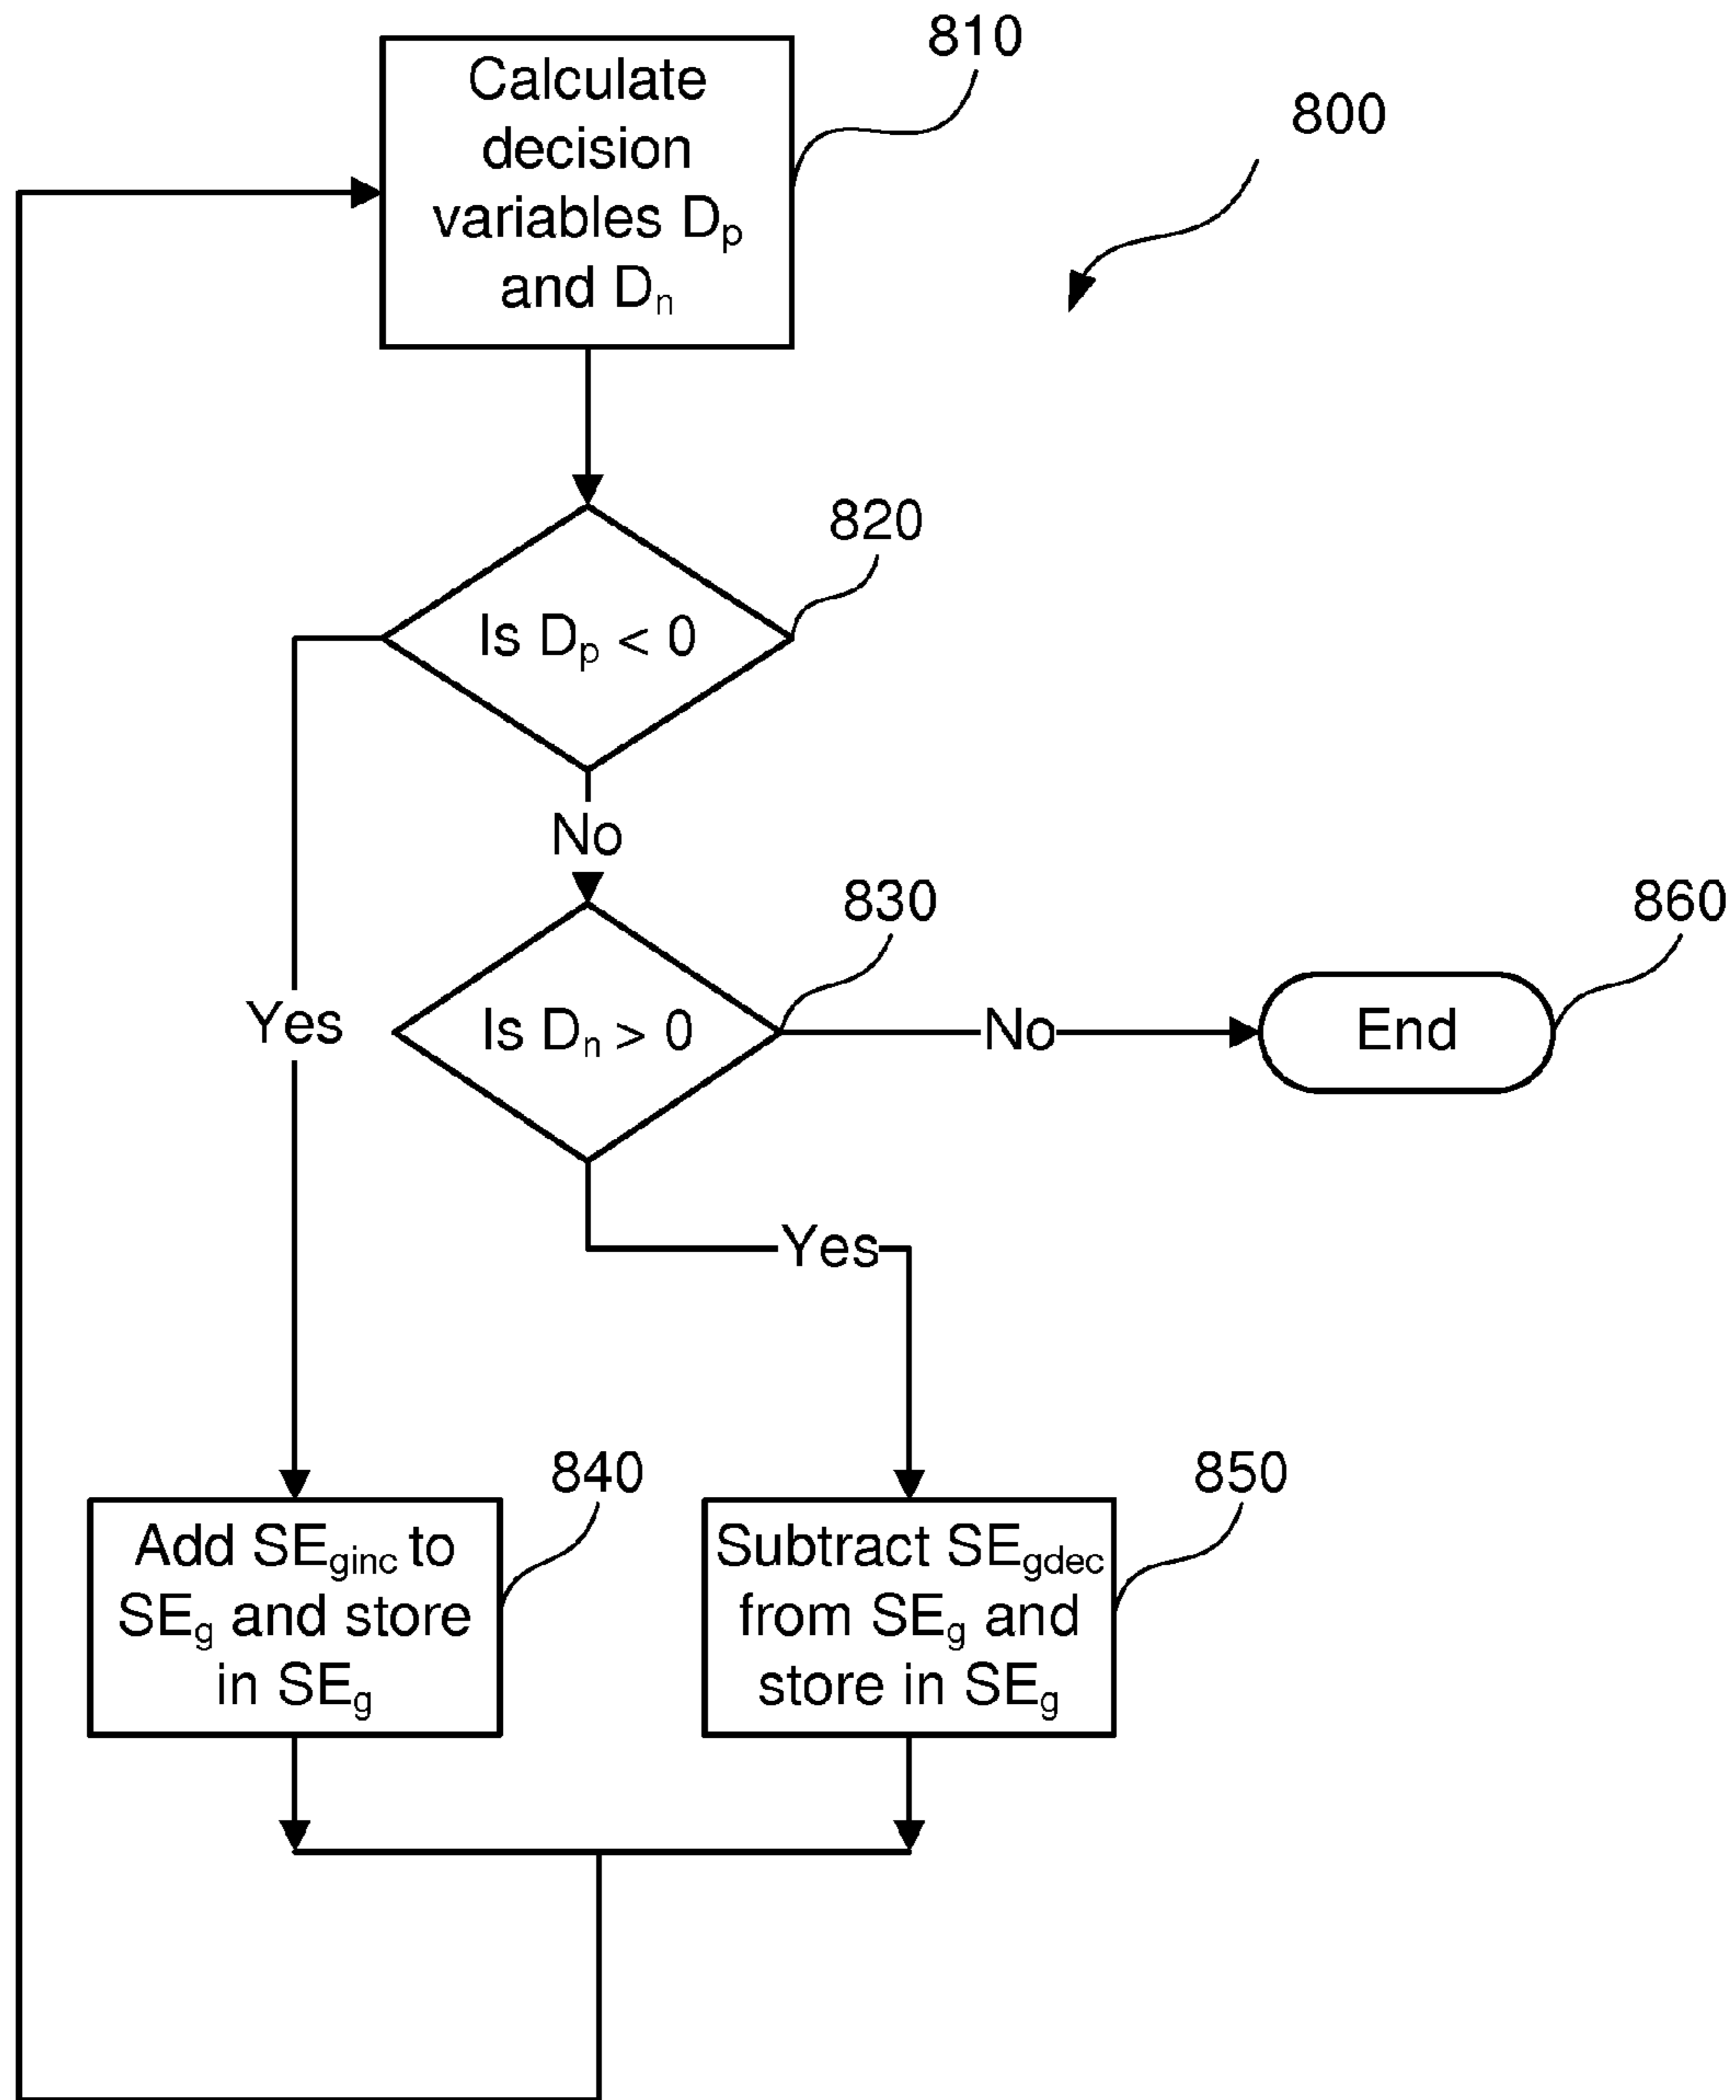 810
Calculate
decision
variables Dp
and Dn
800
820
Is Dp < 0
No
830
860
Yes
Is Dn > 0
No
End
Yes
840
850
Add SEginc to
SEg and store
in SEg
Subtract SEgdec
from SEg and
store in SEg